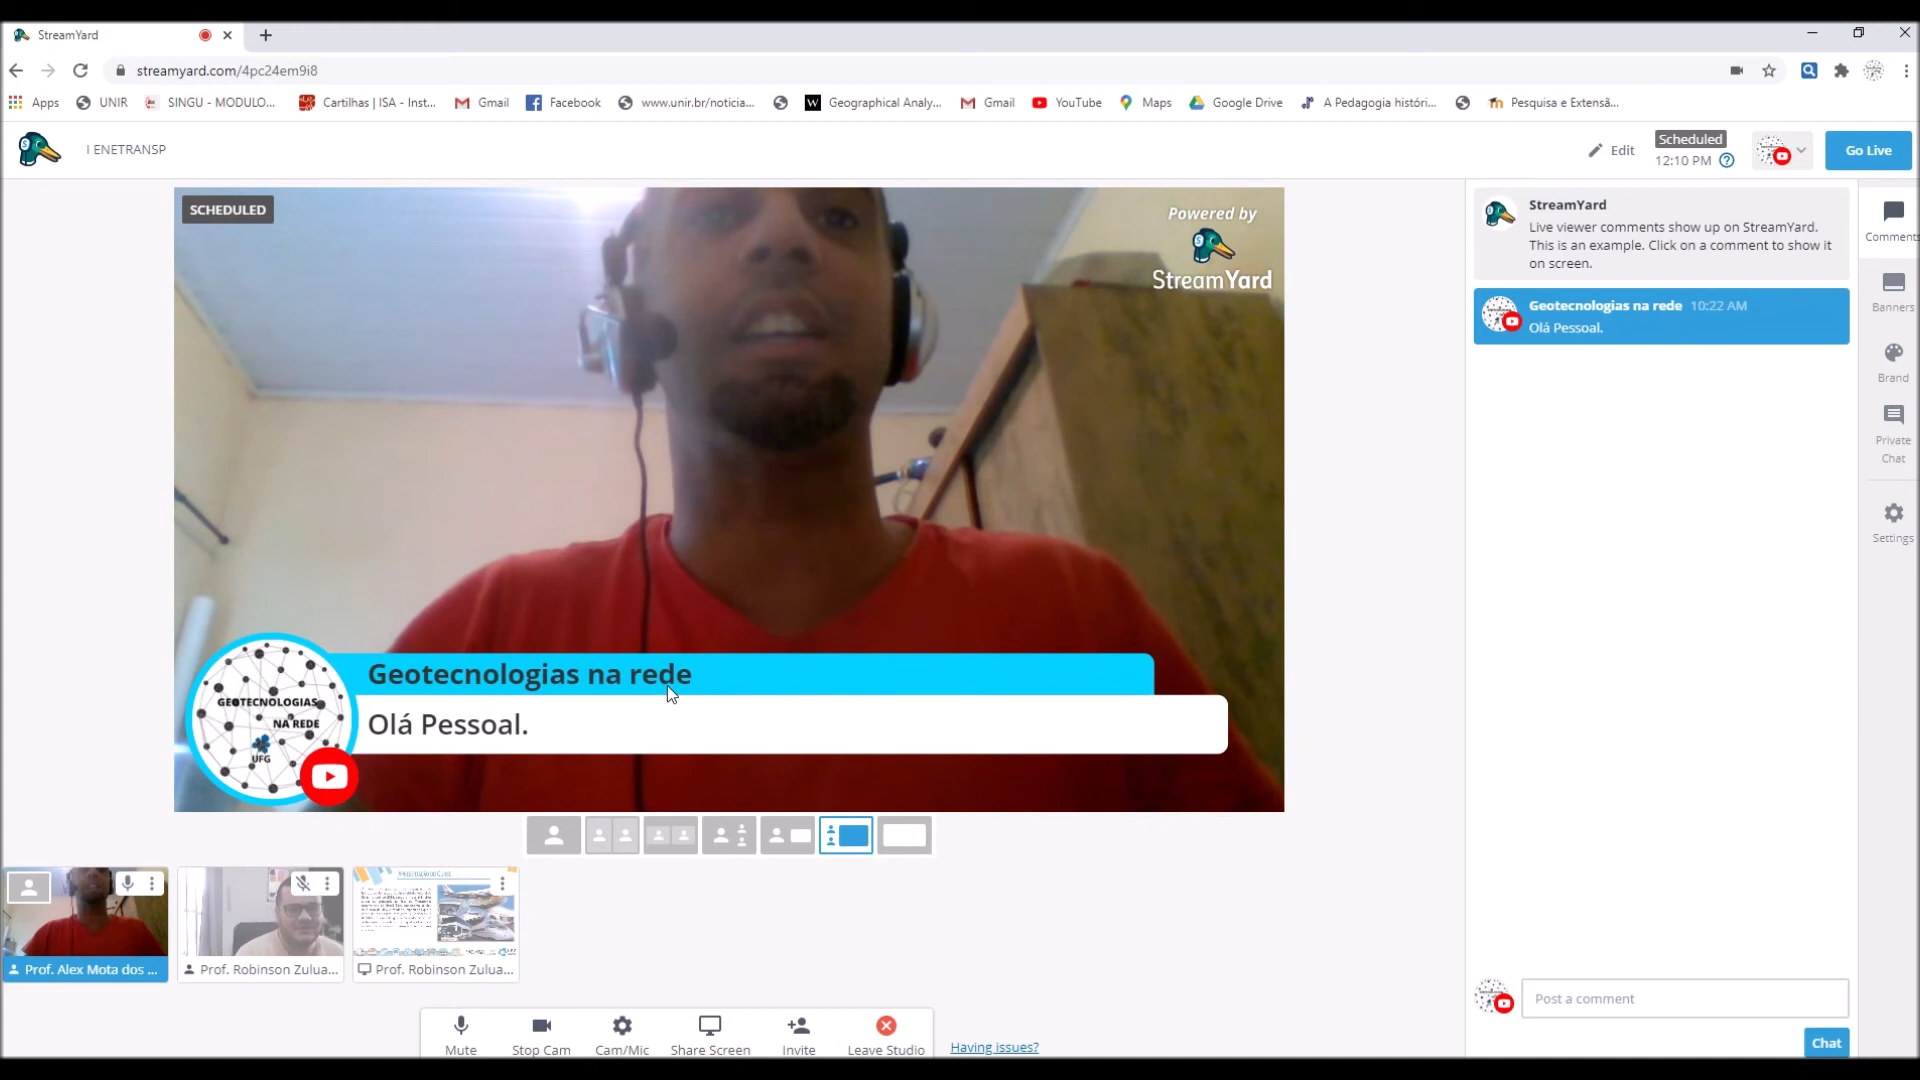 StreamYard
streamyard.com/4pc24em9i8
Apps
UNIR
SINGU - MODULO...
Cartilhas | ISA - Inst...
Gmail
Facebook
www.unir.br/noticia...
Geographical Analy...
Gmail
YouTube
Maps
Google Drive
A Pedagogia históri...
Pesquisa e Extensã...
I ENETRANSP
Edit
Scheduled
12:10 PM
Go Live
SCHEDULED
Powered by
StreamYard
GEOTECNOLOGIAS
NA REDE
UFG
Geotecnologias na rede
Olá Pessoal.
StreamYard
Live viewer comments show up on StreamYard.
This is an example. Click on a comment to show it
on screen.
Geotecnologias na rede 10:22 AM
Olá Pessoal.
Comments
Banners
Brand
Private
Chat
Settings
Prof. Alex Mota dos ...
Prof. Robinson Zulua...
Prof. Robinson Zulua...
Mute
Stop Cam
Cam/Mic
Share Screen
Invite
Leave Studio
Having issues?
Post a comment
Chat